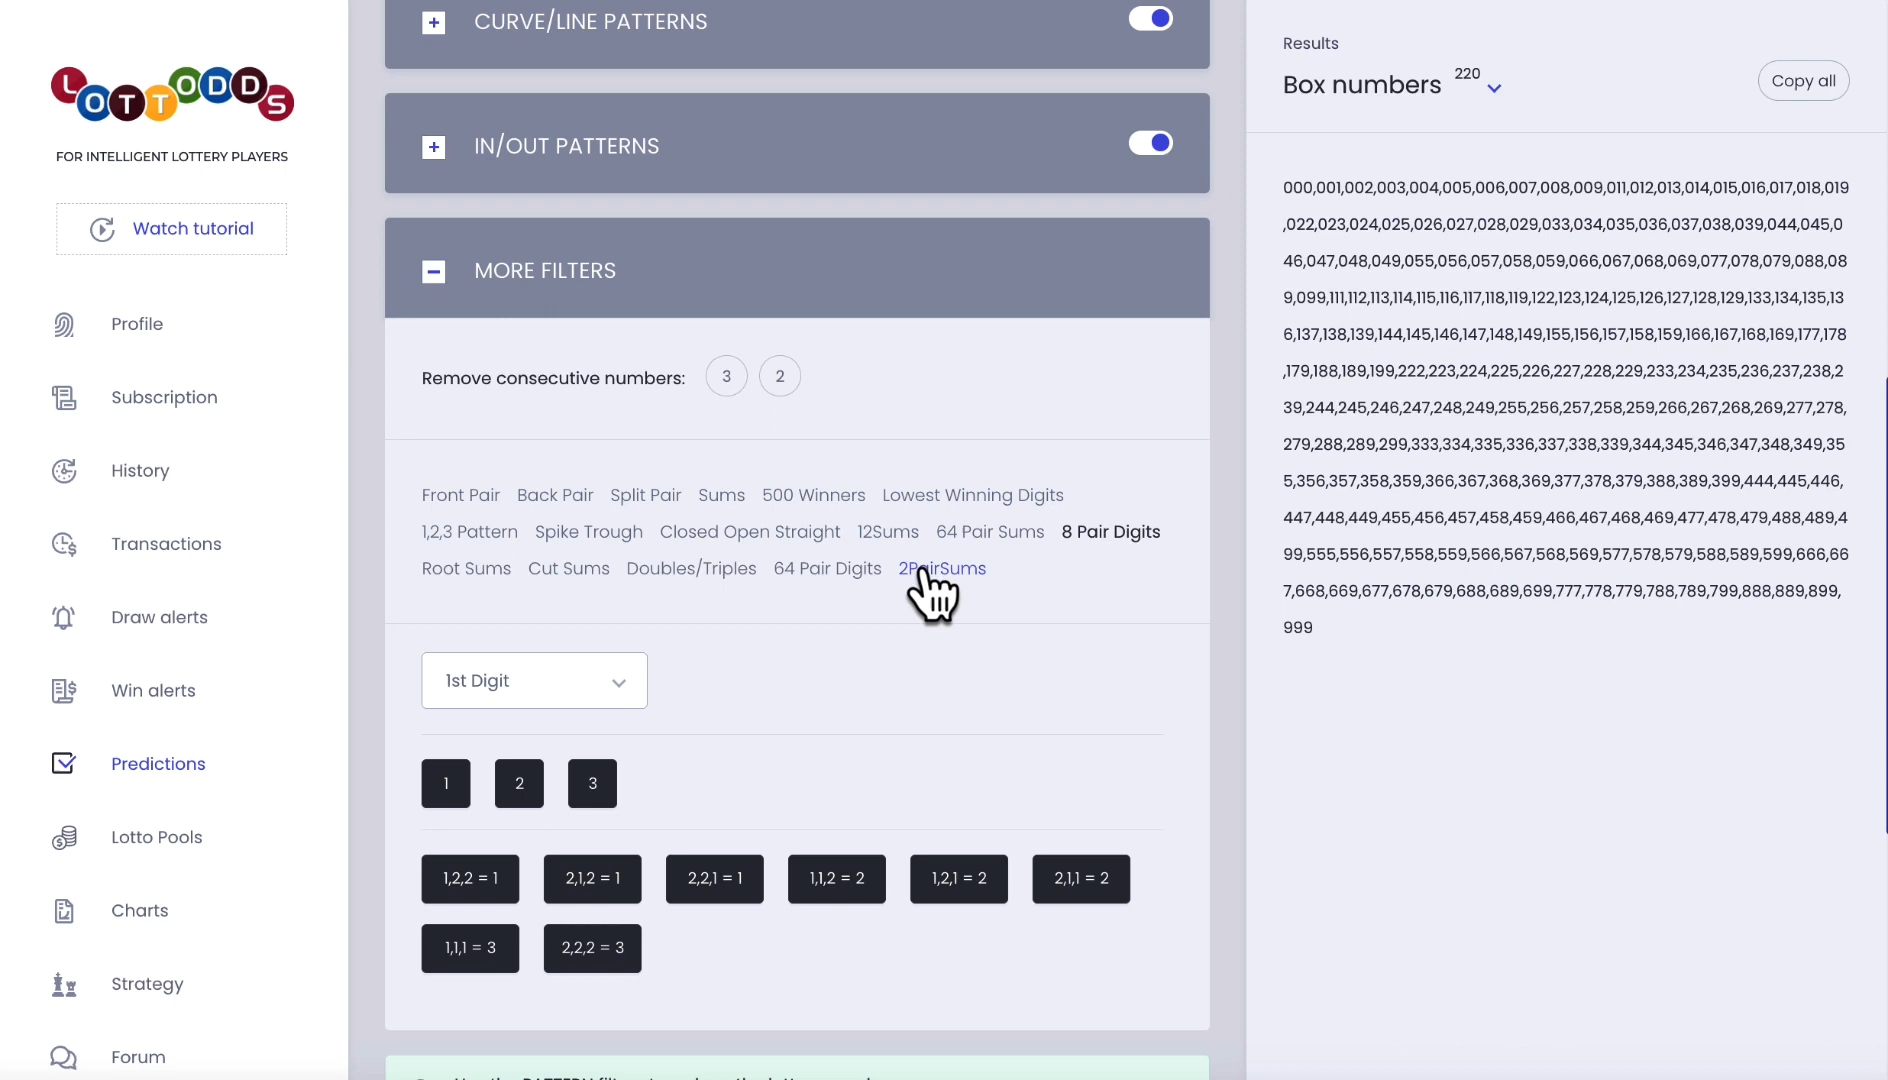 LOTTODDS
FOR INTELLIGENT LOTTERY PLAYERS
Watch tutorial
Profile
Subscription
History
Transactions
Draw alerts
Win alerts
Predictions
Lotto Pools
Charts
Strategy
Forum
CURVE/LINE PATTERNS
IN/OUT PATTERNS
MORE FILTERS
Remove consecutive numbers: 3 2
Front Pair Back Pair Split Pair Sums 500 Winners Lowest Winning Digits
1,2,3 Pattern Spike Trough Closed Open Straight 12Sums 64 Pair Sums 8 Pair Digits
Root Sums Cut Sums Doubles/Triples 64 Pair Digits 2PairSums
1st Digit
1 2 3
1,2,2 = 1 2,1,2 = 1 2,2,1 = 1 1,1,2 = 2 1,2,1 = 2 2,1,1 = 2
1,1,1 = 3 2,2,2 = 3
Results
Box numbers 220
Copy all
000,001,002,003,004,005,006,007,008,009,011,012,013,014,015,016,017,018,019
,022,023,024,025,026,027,028,029,033,034,035,036,037,038,039,044,045,0
46,047,048,049,055,056,057,058,059,066,067,068,069,077,078,079,088,08
9,099,111,112,113,114,115,116,117,118,119,122,123,124,125,126,127,128,129,133,134,135,13
6,137,138,139,144,145,146,147,148,149,155,156,157,158,159,166,167,168,169,177,178
,179,188,189,199,222,223,224,225,226,227,228,229,233,234,235,236,237,238,2
39,244,245,246,247,248,249,255,256,257,258,259,266,267,268,269,277,278,
279,288,289,299,333,334,335,336,337,338,339,344,345,346,347,348,349,35
5,356,357,358,359,366,367,368,369,377,378,379,388,389,399,444,445,446,
447,448,449,455,456,457,458,459,466,467,468,469,477,478,479,488,489,4
99,555,556,557,558,559,566,567,568,569,577,578,579,588,589,599,666,66
7,668,669,677,678,679,688,689,699,777,778,779,788,789,799,888,889,899,
999